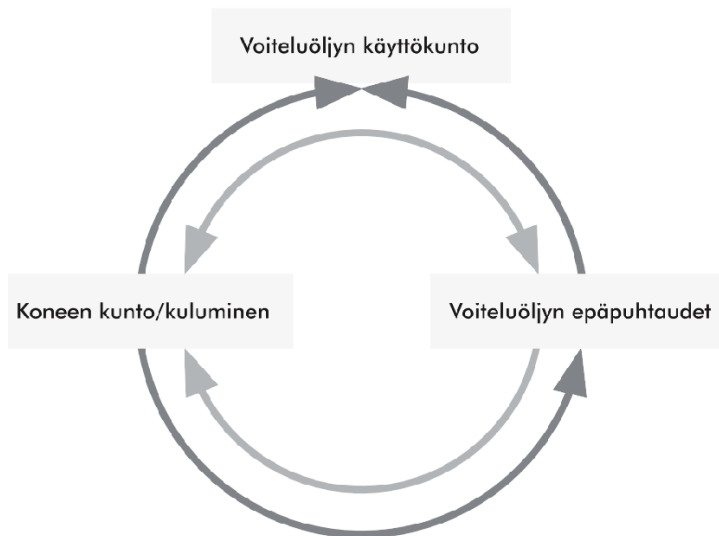 Voiteluöljyn käyttökunto
Koneen kunto/kuluminen
Voiteluöljyn epäpuhtaudet